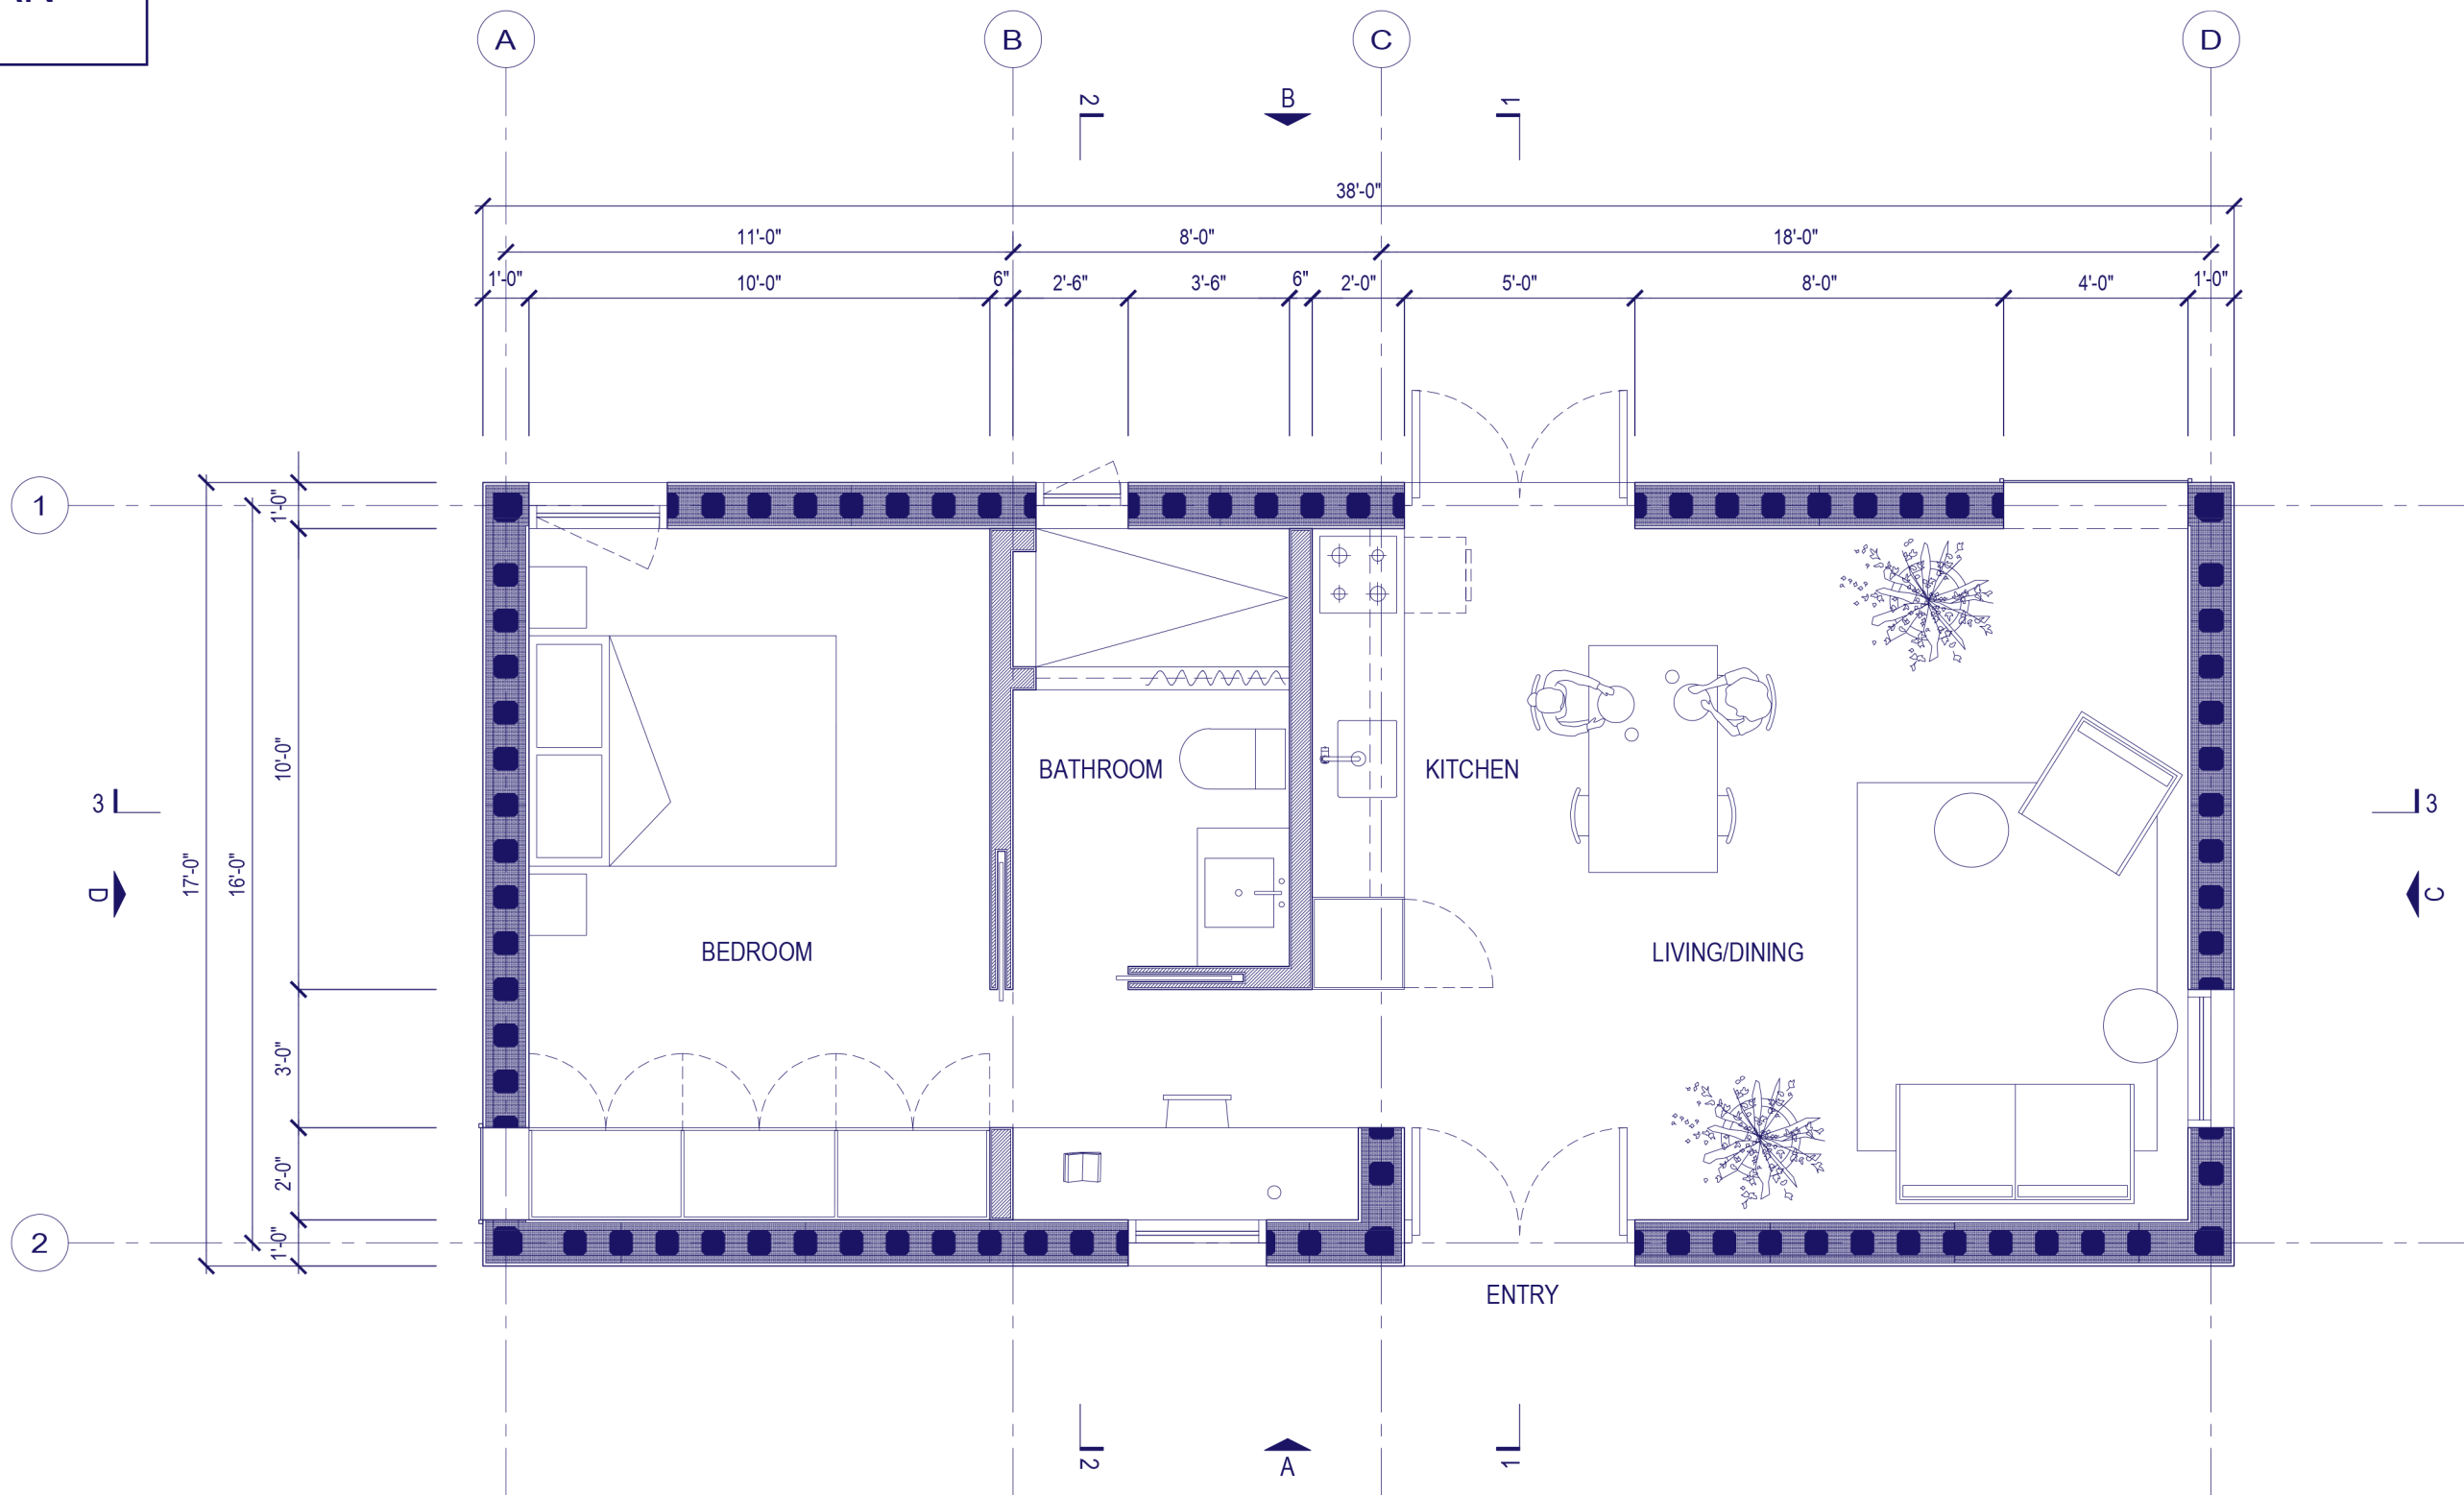 A B C D
2 B 1
38'-0"
11'-0" 8'-0" 18'-0"
1'-0" 10'-0" 6" 2'-6" 3'-6" 6" 2'-0" 5'-0" 8'-0" 4'-0" 1'-0"
1
1'-0"
10'-0"
BATHROOM KITCHEN
3 3
17'-0" 16'-0"
D C
BEDROOM LIVING/DINING
3'-0"
2'-0"
2
1'-0"
ENTRY
2 A 1